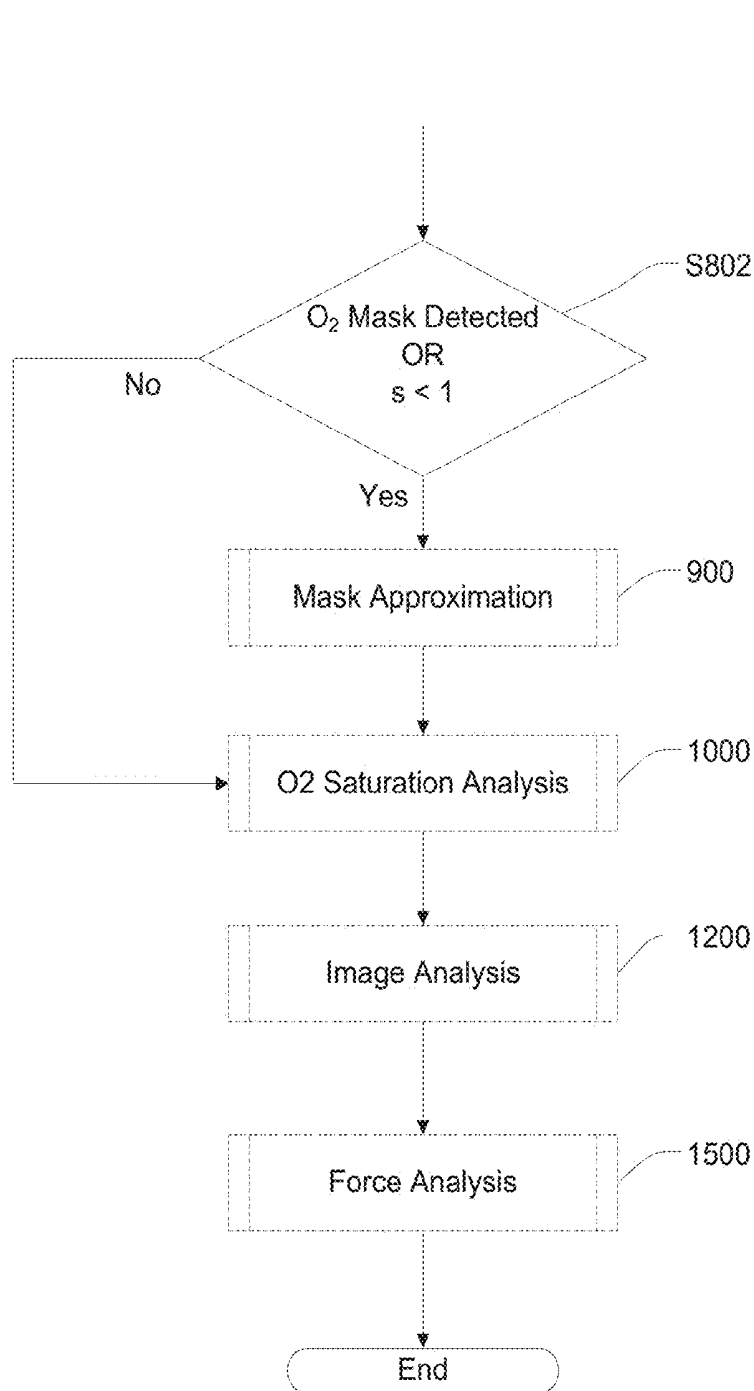 S802
O₂ Mask Detected
OR
s < 1
No
Yes
Mask Approximation
900
O2 Saturation Analysis
1000
Image Analysis
1200
Force Analysis
1500
End